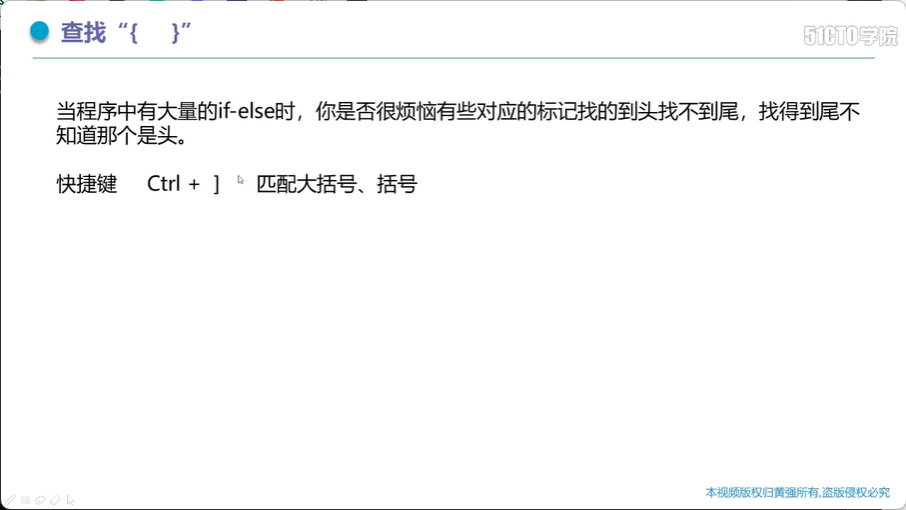 查找“{    }”
51CTO学院
当程序中有大量的if-else时，你是否很烦恼有些对应的标记找的到头找不到尾，找得到尾不
知道那个是头。
快捷键   Ctrl + ]   匹配大括号、括号
本视频版权归黄强所有,盗版侵权必究